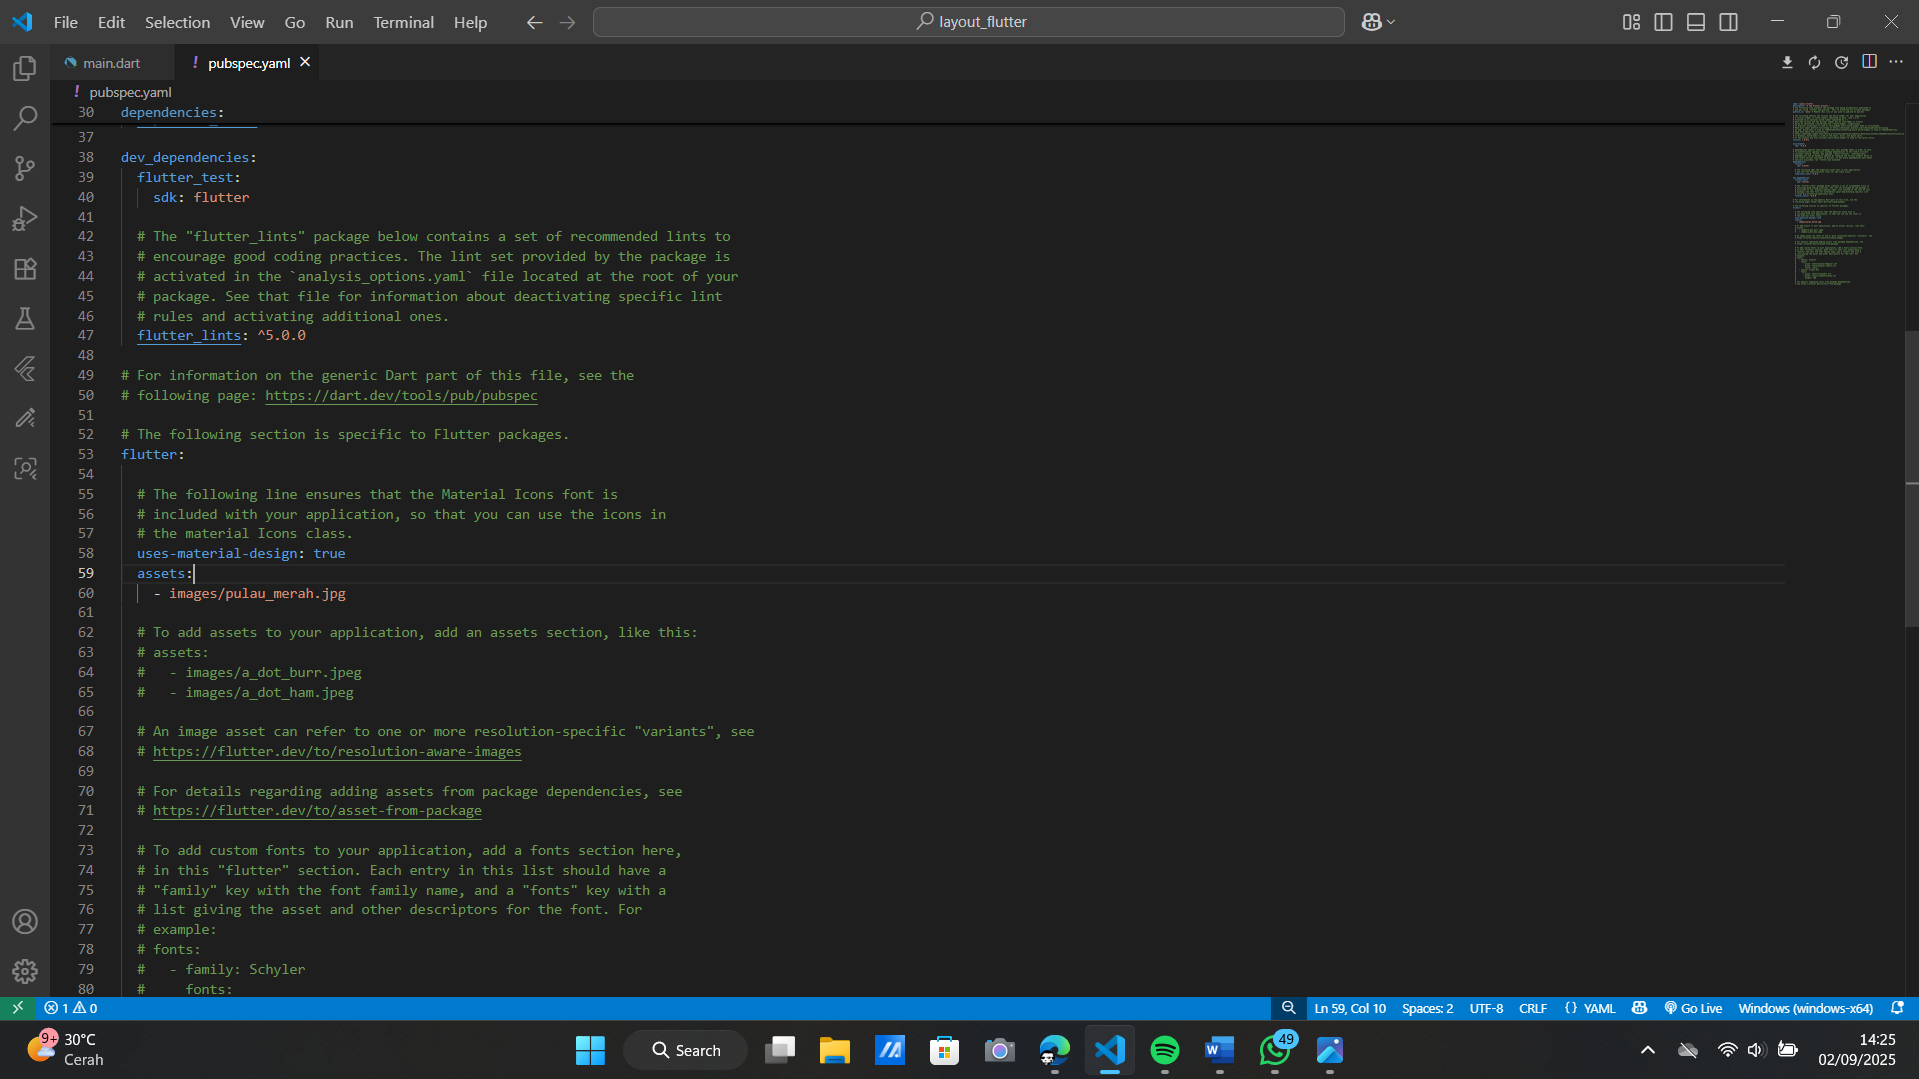 File Edit Selection View Go Run Terminal Help
layout_flutter
main.dart
! pubspec.yaml
! pubspec.yaml
30 dependencies:
37
38 dev_dependencies:
39 flutter_test:
40 sdk: flutter
41
42 # The "flutter_lints" package below contains a set of recommended lints to
43 # encourage good coding practices. The lint set provided by the package is
44 # activated in the `analysis_options.yaml` file located at the root of your
45 # package. See that file for information about deactivating specific lint
46 # rules and activating additional ones.
47 flutter_lints: ^5.0.0
48
49 # For information on the generic Dart part of this file, see the
50 # following page: https://dart.dev/tools/pub/pubspec
51
52 # The following section is specific to Flutter packages.
53 flutter:
54
55 # The following line ensures that the Material Icons font is
56 # included with your application, so that you can use the icons in
57 # the material Icons class.
58 uses-material-design: true
59 assets:
60 - images/pulau_merah.jpg
61
62 # To add assets to your application, add an assets section, like this:
63 # assets:
64 #   - images/a_dot_burr.jpeg
65 #   - images/a_dot_ham.jpeg
66
67 # An image asset can refer to one or more resolution-specific "variants", see
68 # https://flutter.dev/to/resolution-aware-images
69
70 # For details regarding adding assets from package dependencies, see
71 # https://flutter.dev/to/asset-from-package
72
73 # To add custom fonts to your application, add a fonts section here,
74 # in this "flutter" section. Each entry in this list should have a
75 # "family" key with the font family name, and a "fonts" key with a
76 # list giving the asset and other descriptors for the font. For
77 # example:
78 # fonts:
79 #   - family: Schyler
80 #     fonts:
1 0
Ln 59, Col 10 Spaces: 2 UTF-8 CRLF {} YAML Go Live Windows (windows-x64)
9+ 30°C
Cerah
Search
49
14:25
02/09/2025